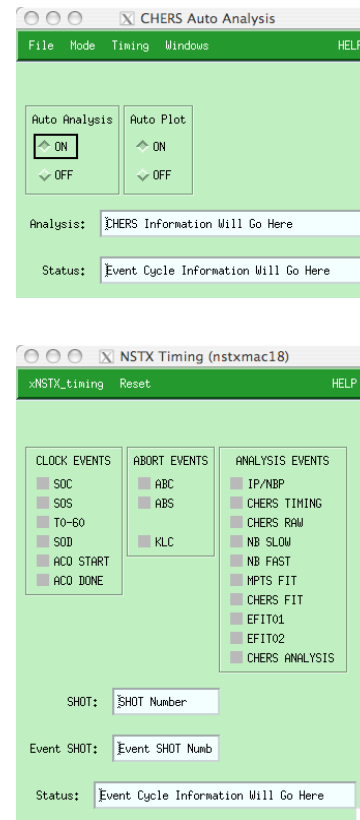 CHERS Auto Analysis
File Mode Timing Windows HELP
Auto Analysis Auto Plot
ON ON
OFF OFF
Analysis: CHERS Information Will Go Here
Status: Event Cycle Information Will Go Here
NSTX Timing (nstxmac18)
xNSTX_timing Reset HELP
CLOCK EVENTS ABORT EVENTS ANALYSIS EVENTS
SOC ABC IP/NBP
SOS ABS CHERS TIMING
T0-60 CHERS RAW
SOD KLC NB SLOW
ACQ START NB FAST
ACQ DONE MPTS FIT
CHERS FIT
EFIT01
EFIT02
CHERS ANALYSIS
SHOT: SHOT Number
Event SHOT: Event SHOT Numb
Status: Event Cycle Information Will Go Here